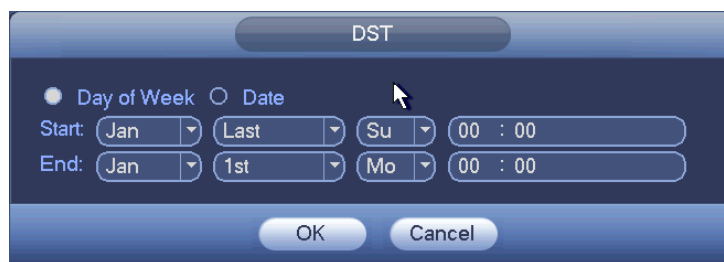 DST
Day of Week Date
Start: Jan Last Su 00 : 00
End: Jan 1st Mo 00 : 00
OK Cancel